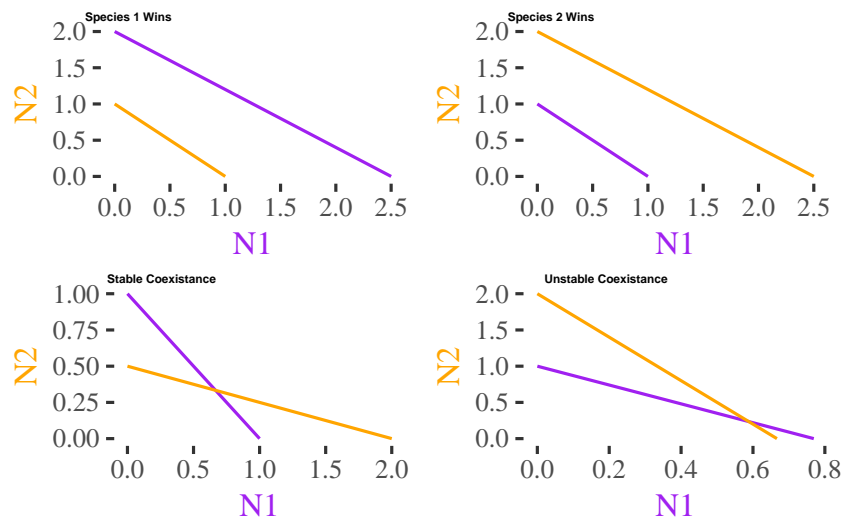 Species 1 Wins
2.0
1.5
1.0
0.5
0.0
N2
0.0 0.5 1.0 1.5 2.0 2.5
N1
Species 2 Wins
2.0
1.5
1.0
0.5
0.0
N2
0.0 0.5 1.0 1.5 2.0 2.5
N1
Stable Coexistance
1.00
0.75
0.50
0.25
0.00
N2
0.0 0.5 1.0 1.5 2.0
N1
Unstable Coexistance
2.0
1.5
1.0
0.5
0.0
N2
0.0 0.2 0.4 0.6 0.8
N1